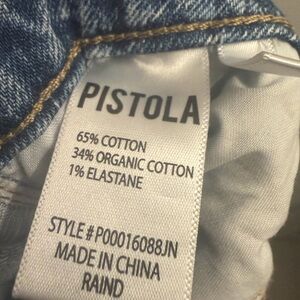 PISTOLA
65% COTTON
34% ORGANIC COTTON
1% ELASTANE
STYLE # P00016088JN
MADE IN CHINA
RAIND